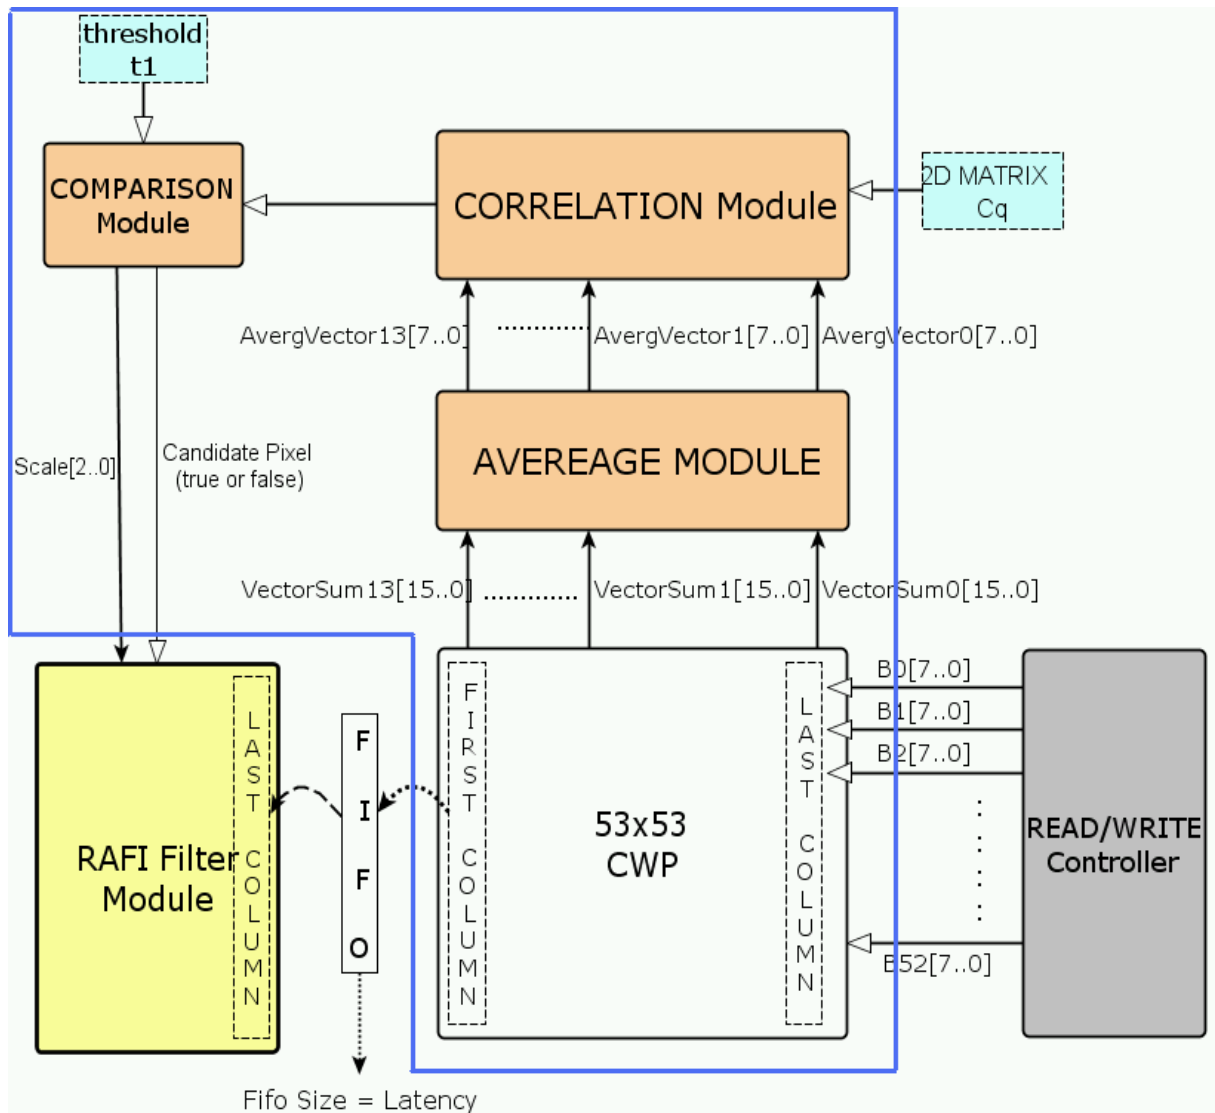 threshold
t1
COMPARISON
Module
CORRELATION Module
2D MATRIX
Cq
AvergVector13[7..0]
AvergVector1[7..0]
AvergVector0[7..0]
Scale[2..0]
Candidate Pixel
(true or false)
AVEREAGE MODULE
VectorSum13[15..0]
VectorSum1[15..0]
VectorSum0[15..0]
RAFI Filter
Module
LAST COLUMN
FIFO
Fifo Size = Latency
FIRST COLUMN
53x53
CWP
LAST COLUMN
B0[7..0]
B1[7..0]
B2[7..0]
B52[7..0]
READ/WRITE
Controller